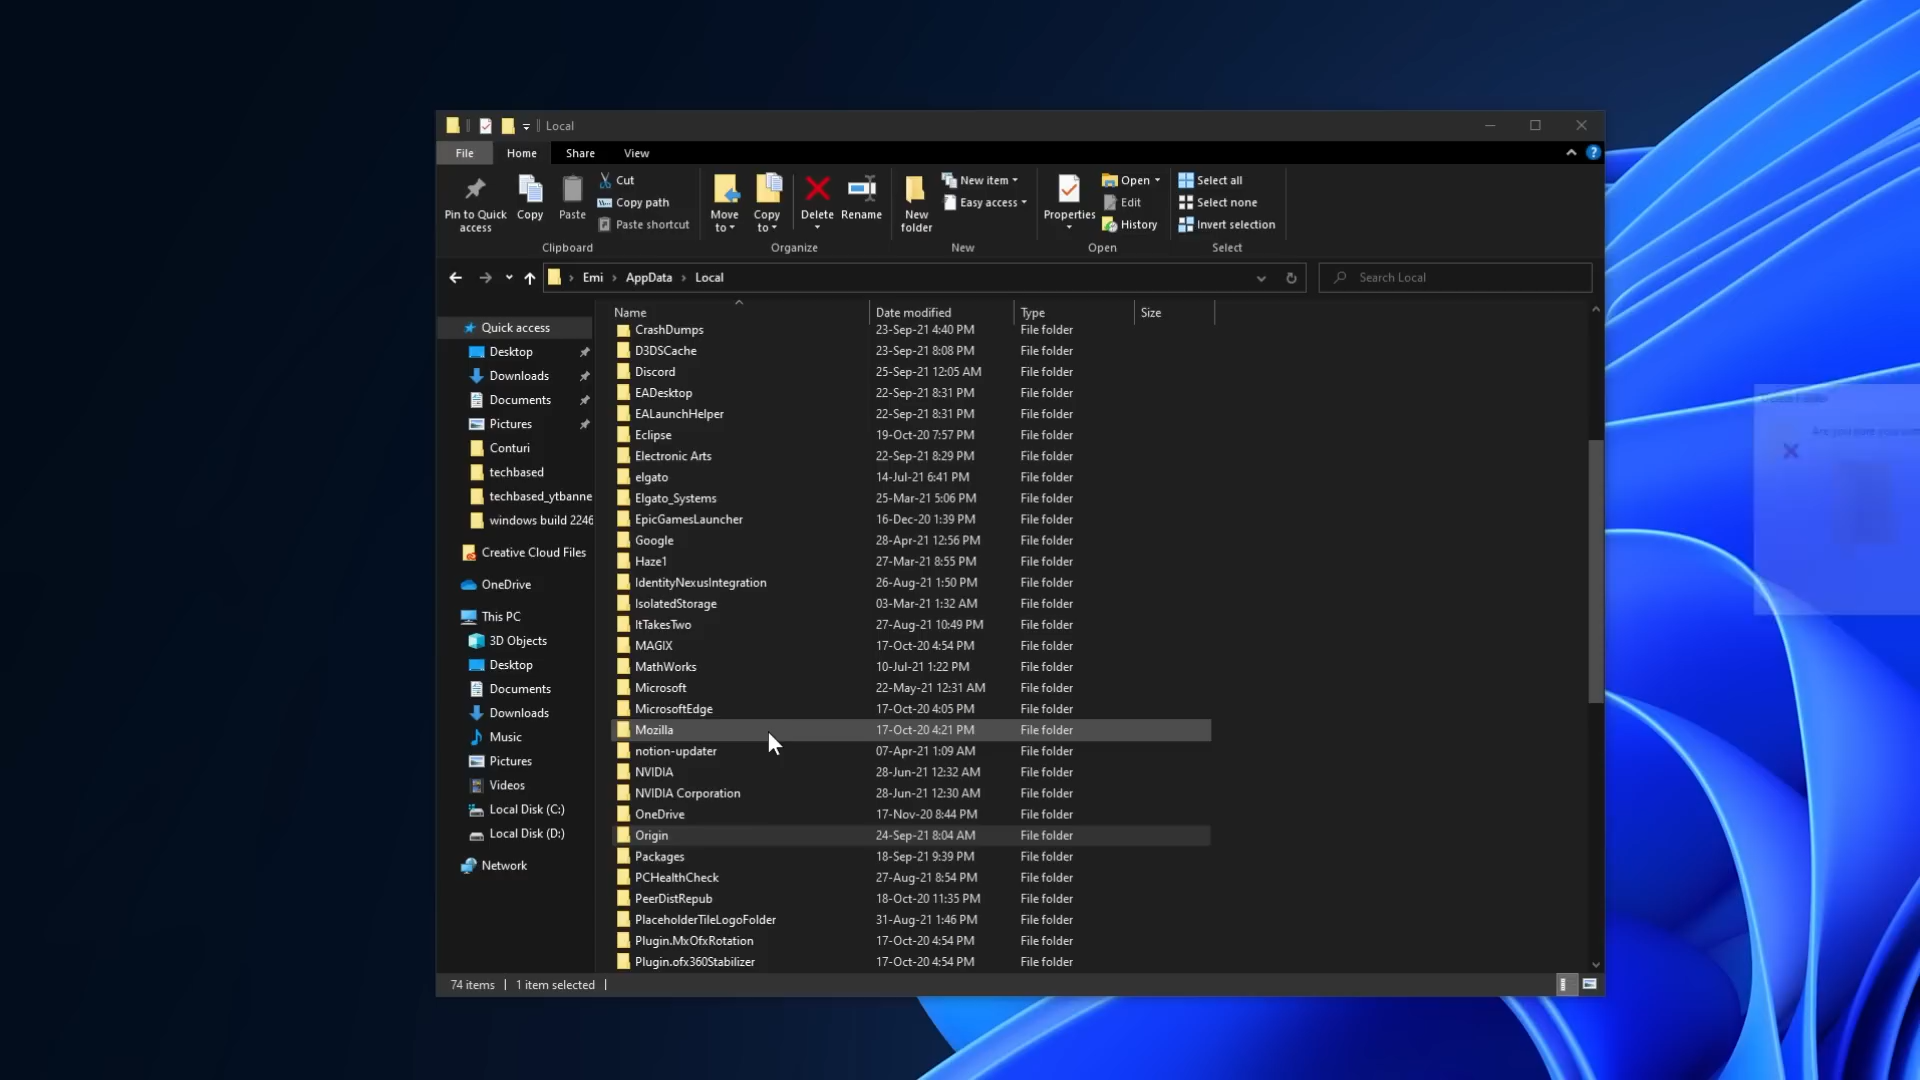 Local
File Home Share View
Pin to Quick access
Copy
Paste
Cut
Copy path
Paste shortcut
Clipboard
Move to
Copy to
Delete
Rename
Organize
New folder
New item
Easy access
New
Properties
Open
Edit
History
Open
Select all
Select none
Invert selection
Select
Emi › AppData › Local
Search Local
Quick access
Desktop
Downloads
Documents
Pictures
Conturi
techbased
techbased_ytbanne
windows build 2246
Creative Cloud Files
OneDrive
This PC
3D Objects
Desktop
Documents
Downloads
Music
Pictures
Videos
Local Disk (C:)
Local Disk (D:)
Network
Name Date modified Type Size
CrashDumps 23-Sep-21 4:40 PM File folder
D3DSCache 23-Sep-21 8:08 PM File folder
Discord 25-Sep-21 12:05 AM File folder
EADesktop 22-Sep-21 8:31 PM File folder
EALaunchHelper 22-Sep-21 8:31 PM File folder
Eclipse 19-Oct-20 7:57 PM File folder
Electronic Arts 22-Sep-21 8:29 PM File folder
elgato 14-Jul-21 6:41 PM File folder
Elgato_Systems 25-Mar-21 5:06 PM File folder
EpicGamesLauncher 16-Dec-20 1:39 PM File folder
Google 28-Apr-21 12:56 PM File folder
Haze1 27-Mar-21 8:55 PM File folder
IdentityNexusIntegration 26-Aug-21 1:50 PM File folder
IsolatedStorage 03-Mar-21 1:32 AM File folder
ItTakesTwo 27-Aug-21 10:49 PM File folder
MAGIX 17-Oct-20 4:54 PM File folder
MathWorks 10-Jul-21 1:22 PM File folder
Microsoft 22-May-21 12:31 AM File folder
MicrosoftEdge 17-Oct-20 4:05 PM File folder
Mozilla 17-Oct-20 4:21 PM File folder
notion-updater 07-Apr-21 1:09 AM File folder
NVIDIA 28-Jun-21 12:32 AM File folder
NVIDIA Corporation 28-Jun-21 12:30 AM File folder
OneDrive 17-Nov-20 8:44 PM File folder
Origin 24-Sep-21 8:04 AM File folder
Packages 18-Sep-21 9:39 PM File folder
PCHealthCheck 27-Aug-21 8:54 PM File folder
PeerDistRepub 18-Oct-20 11:35 PM File folder
PlaceholderTileLogoFolder 31-Aug-21 1:46 PM File folder
Plugin.MxOfxRotation 17-Oct-20 4:54 PM File folder
Plugin.ofx360Stabilizer 17-Oct-20 4:54 PM File folder
74 items 1 item selected